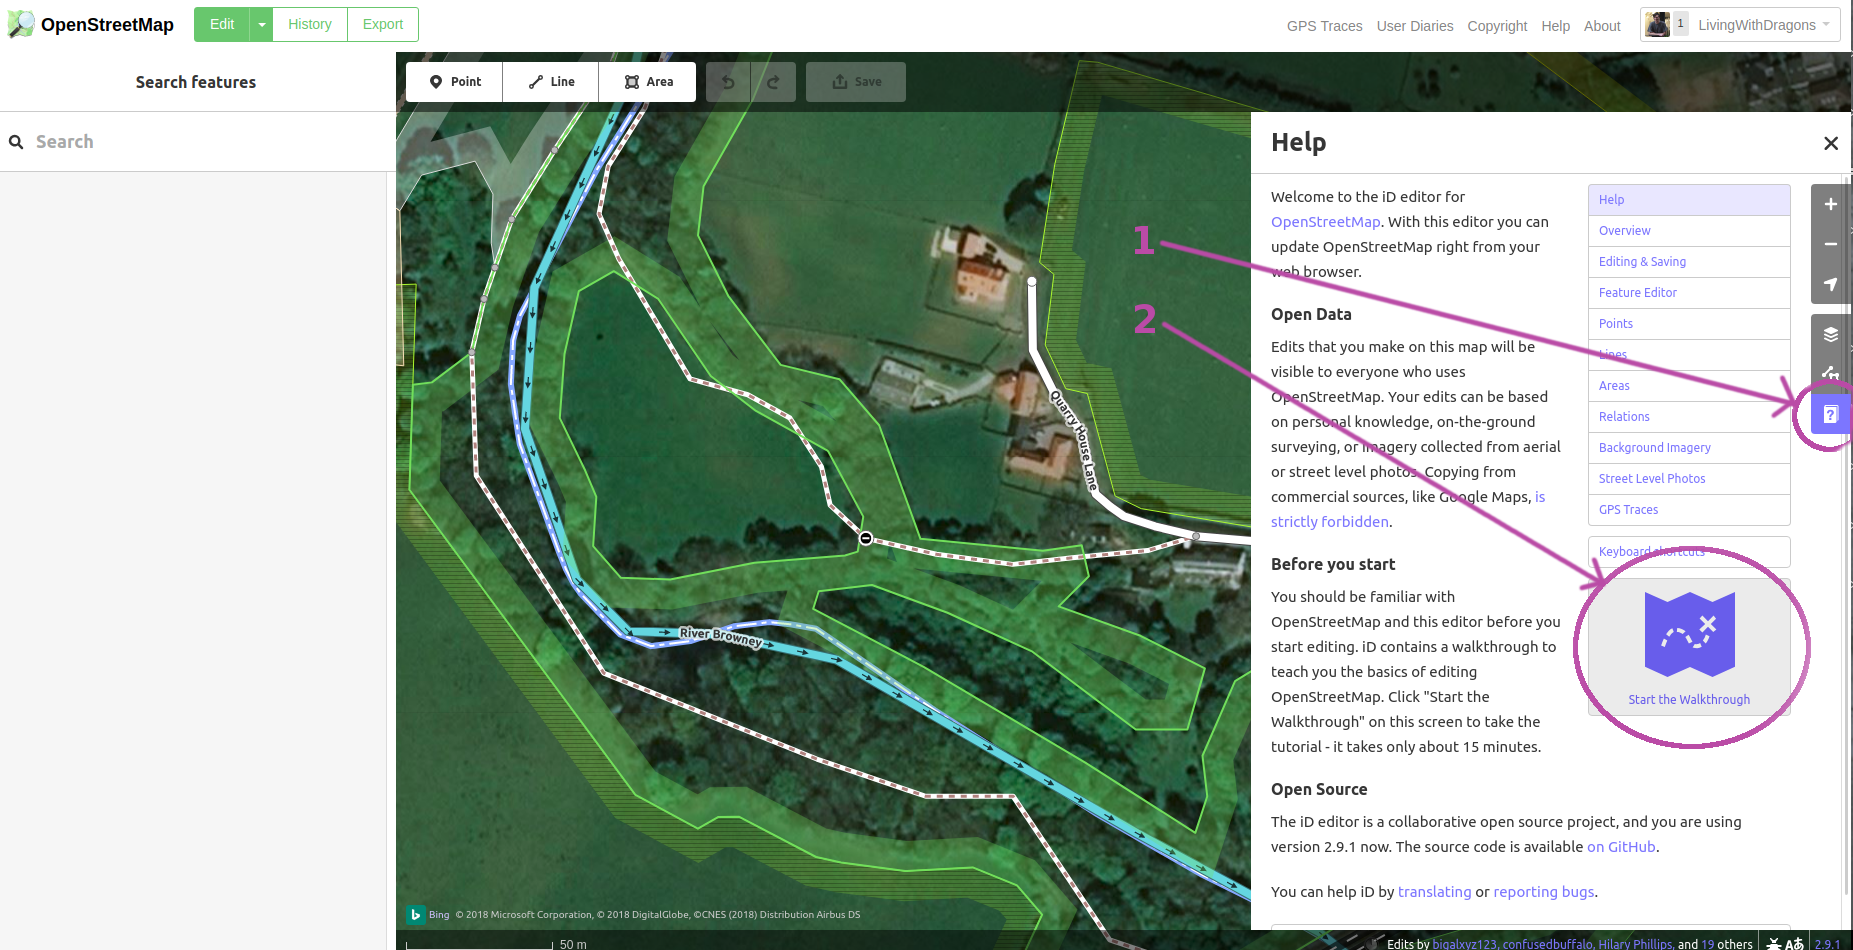 OpenStreetMap
Edit
History
Export
GPS Traces
User Diaries
Copyright
Help
About
1
LivingWithDragons
Search features
Search
Point
Line
Area
Save
Quarry House Lane
River Browney
Bing © 2018 Microsoft Corporation, © 2018 DigitalGlobe, ©CNES (2018) Distribution Airbus DS
50 m
1
2
Help
Welcome to the iD editor for
OpenStreetMap. With this editor you can
update OpenStreetMap right from your
web browser.
Open Data
Edits that you make on this map will be
visible to everyone who uses
OpenStreetMap. Your edits can be based
on personal knowledge, on-the-ground
surveying, or imagery collected from aerial
or street level photos. Copying from
commercial sources, like Google Maps, is
strictly forbidden.
Before you start
You should be familiar with
OpenStreetMap and this editor before you
start editing. iD contains a walkthrough to
teach you the basics of editing
OpenStreetMap. Click "Start the
Walkthrough" on this screen to take the
tutorial - it takes only about 15 minutes.
Open Source
The iD editor is a collaborative open source project, and you are using
version 2.9.1 now. The source code is available on GitHub.
You can help iD by translating or reporting bugs.
Help
Overview
Editing & Saving
Feature Editor
Points
Lines
Areas
Relations
Background Imagery
Street Level Photos
GPS Traces
Keyboard shortcuts
Start the Walkthrough
Edits by bigalxyz123, confusedbuffalo, Hilary Phillips, and 19 others
2.9.1